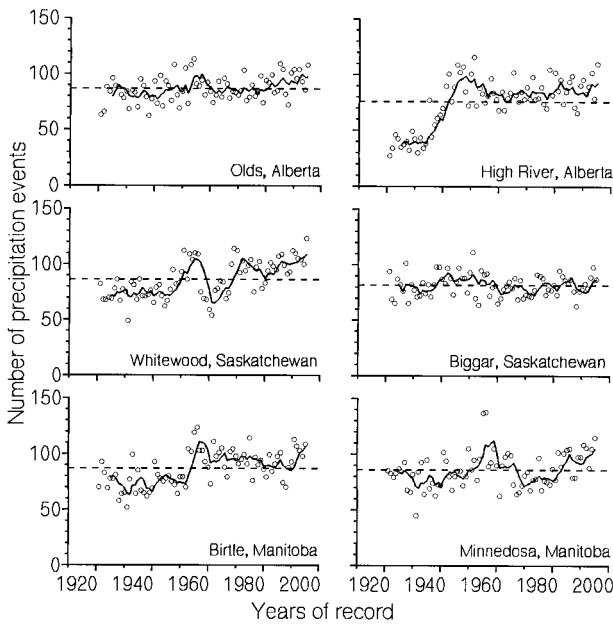 Number of precipitation events
150
100
50
0
Olds, Alberta
High River, Alberta
150
100
50
0
Whitewood, Saskatchewan
Biggar, Saskatchewan
150
100
50
0
Birtle, Manitoba
Minnedosa, Manitoba
1920 1940 1960 1980 2000
1920 1940 1960 1980 2000
Years of record